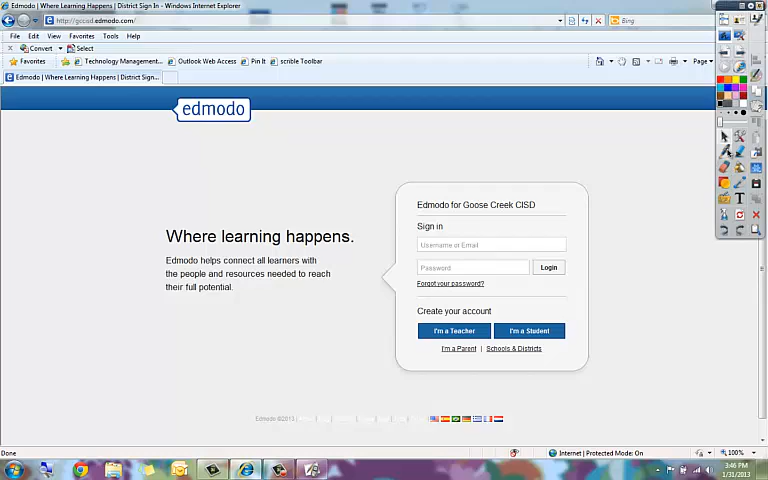 Edmodo | Where Learning Happens. | District Sign In - Windows Internet Explorer
http://gccisd.edmodo.com/
Bing
File Edit View Favorites Tools Help
Convert Select
Favorites Technology Management... Outlook Web Access Pin It scrible Toolbar
Page
Edmodo | Where Learning Happens. | District Sign...
edmodo
Edmodo for Goose Creek CISD
Sign in
Username or Email
Password Login
Forgot your password?
Where learning happens.
Edmodo helps connect all learners with
the people and resources needed to reach
their full potential.
Create your account
I'm a Teacher I'm a Student
I'm a Parent | Schools & Districts
Edmodo ©2013
Done Internet | Protected Mode: On 100%
3:46 PM
1/31/2013